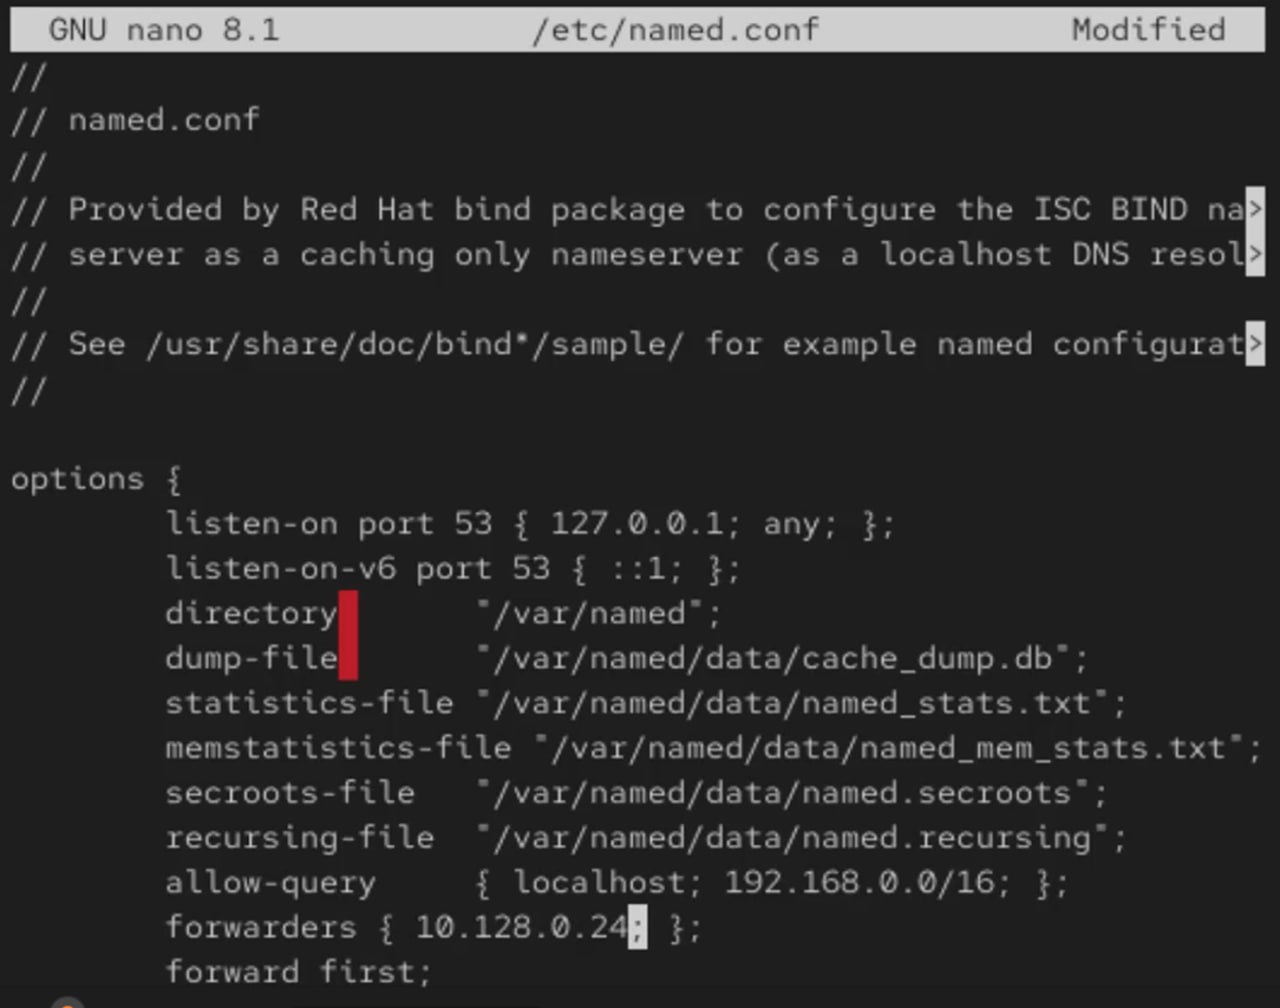 GNU nano 8.1 /etc/named.conf Modified
//
// named.conf
//
// Provided by Red Hat bind package to configure the ISC BIND na>
// server as a caching only nameserver (as a localhost DNS resol>
//
// See /usr/share/doc/bind*/sample/ for example named configurat>
//
options {
listen-on port 53 { 127.0.0.1; any; };
listen-on-v6 port 53 { ::1; };
directory "/var/named";
dump-file "/var/named/data/cache_dump.db";
statistics-file "/var/named/data/named_stats.txt";
memstatistics-file "/var/named/data/named_mem_stats.txt";
secroots-file "/var/named/data/named.secroots";
recursing-file "/var/named/data/named.recursing";
allow-query { localhost; 192.168.0.0/16; };
forwarders { 10.128.0.24; };
forward first;